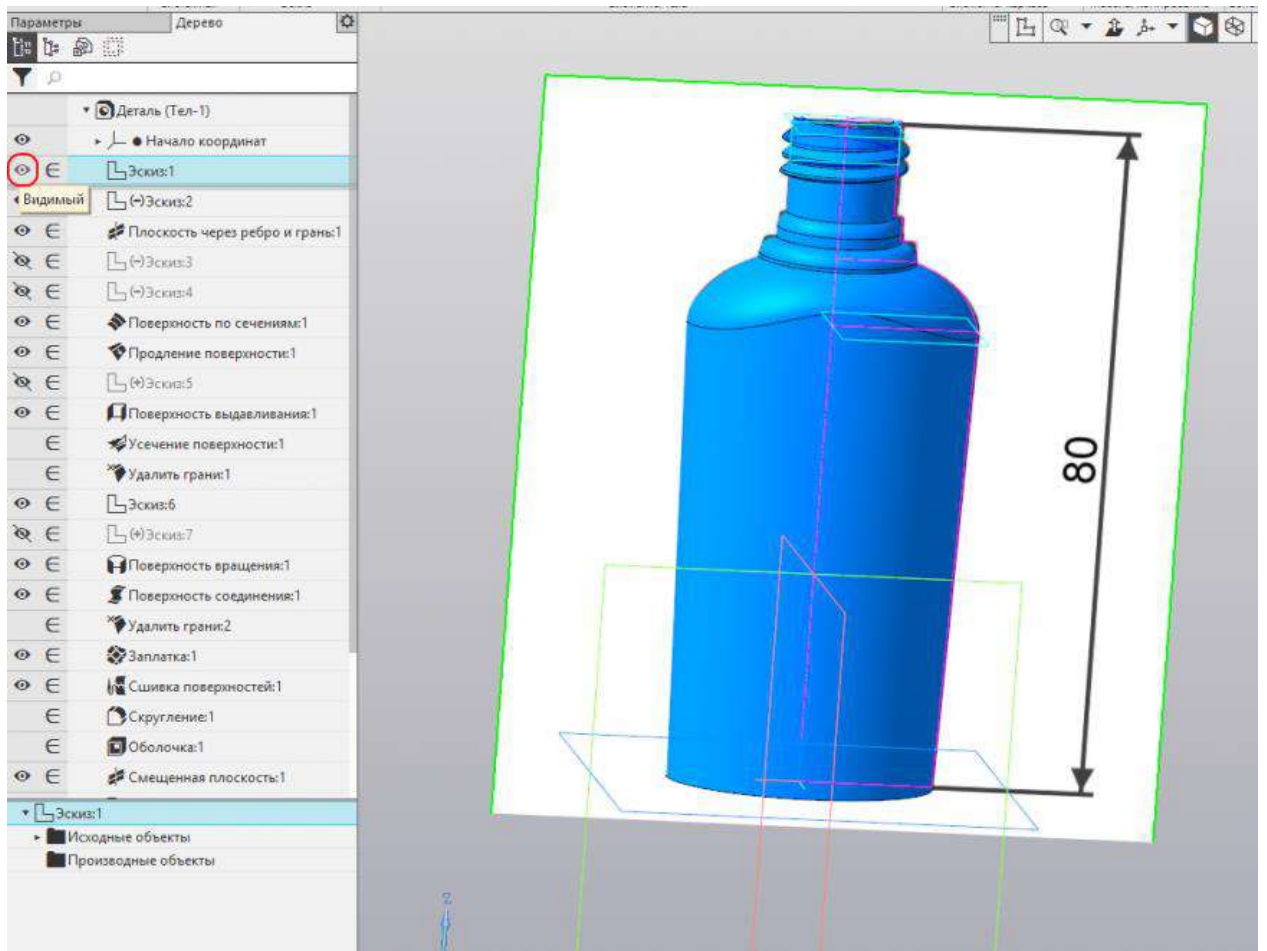 Параметры
Дерево
Деталь (Тел-1)
Начало координат
Эскиз:1
Видимый
(-)Эскиз:2
Плоскость через ребро и грань:1
(-)Эскиз:3
(-)Эскиз:4
Поверхность по сечениям:1
Продление поверхности:1
(+)Эскиз:5
Поверхность выдавливания:1
Усечение поверхности:1
Удалить грани:1
Эскиз:6
(+)Эскиз:7
Поверхность вращения:1
Поверхность соединения:1
Удалить грани:2
Заплатка:1
Сшивка поверхностей:1
Скругление:1
Оболочка:1
Смещенная плоскость:1
Эскиз:1
Исходные объекты
Производные объекты
80
Z